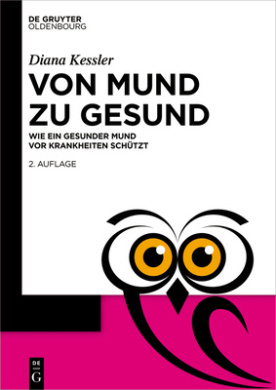 DE GRUYTER
OLDENBOURG
Diana Kessler
VON MUND
ZU GESUND
WIE EIN GESUNDER MUND
VOR KRANKHEITEN SCHÜTZT
2. AUFLAGE
DE
G